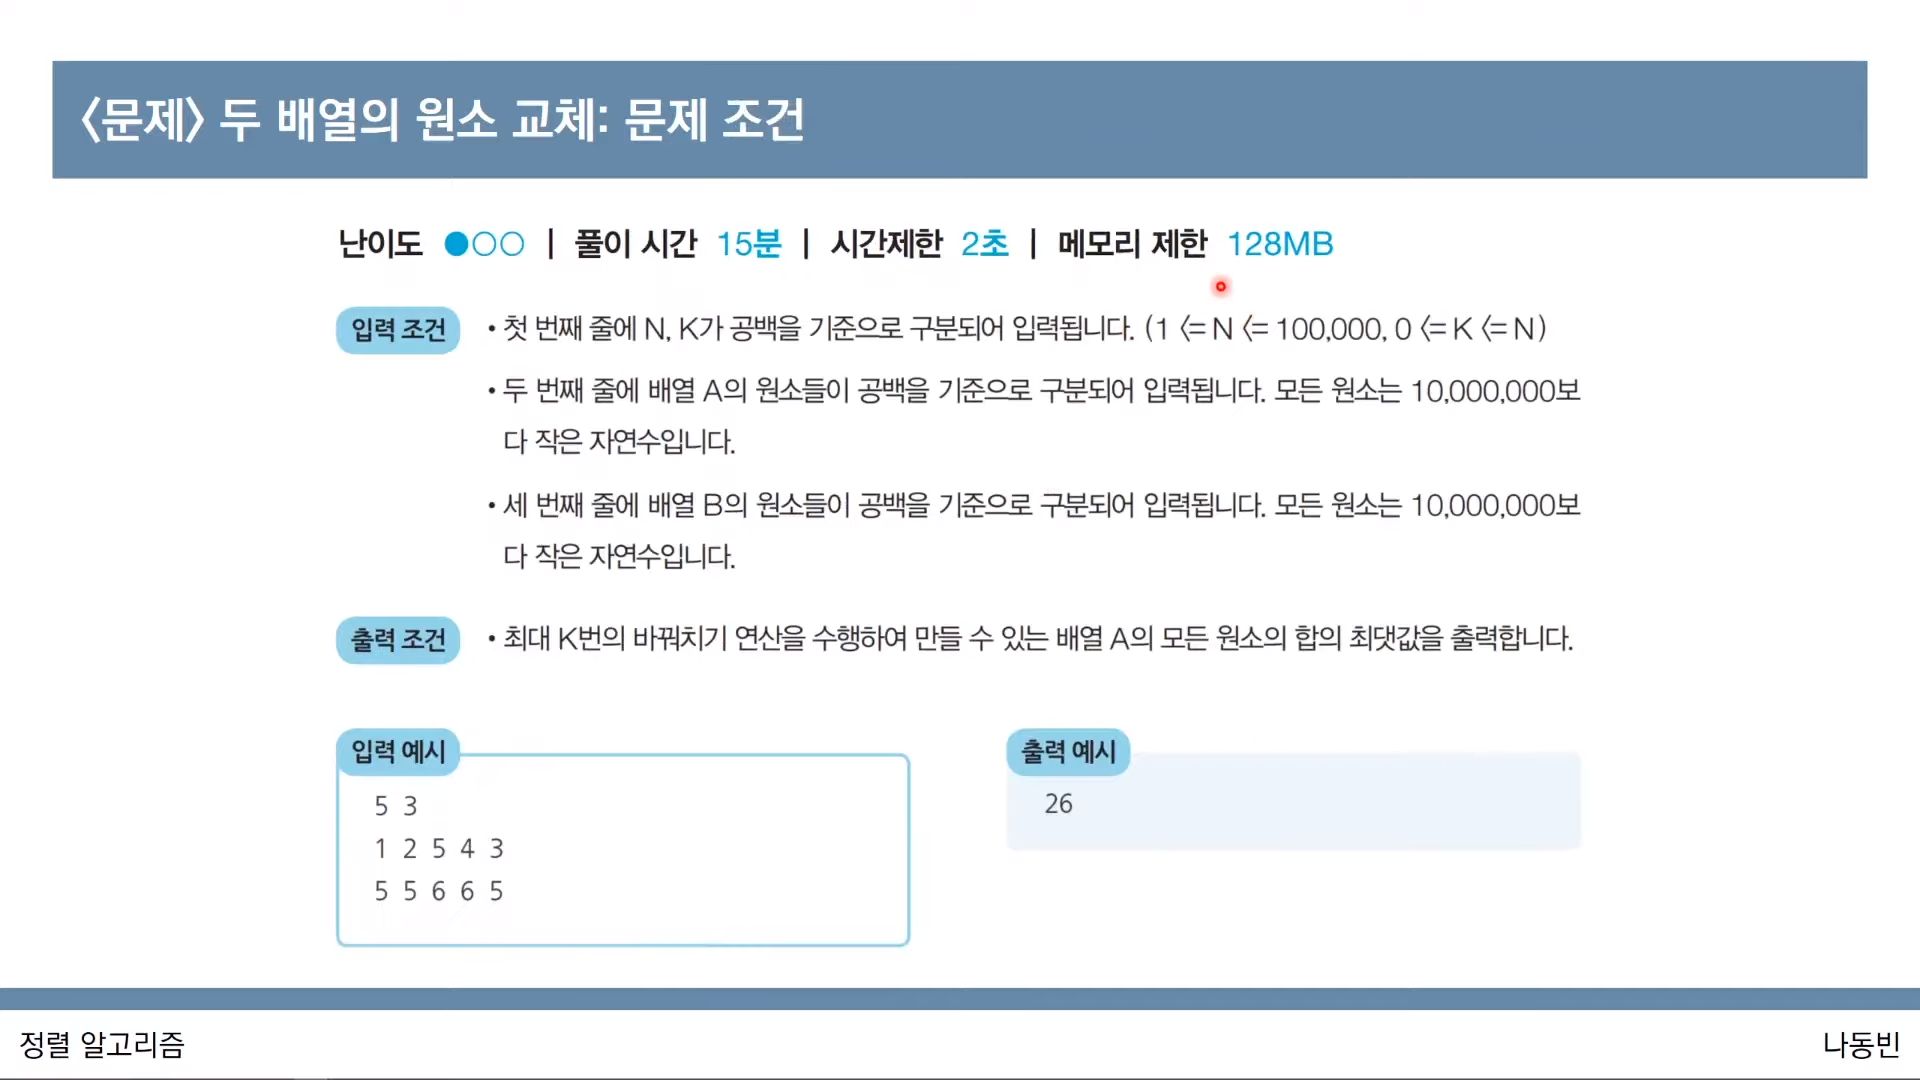 <문제> 두 배열의 원소 교체: 문제 조건
난이도 ●○○ | 풀이 시간 15분 | 시간제한 2초 | 메모리 제한 128MB
입력 조건 • 첫 번째 줄에 N, K가 공백을 기준으로 구분되어 입력됩니다. (1 <= N <= 100,000, 0 <= K <= N)
• 두 번째 줄에 배열 A의 원소들이 공백을 기준으로 구분되어 입력됩니다. 모든 원소는 10,000,000보
다 작은 자연수입니다.
• 세 번째 줄에 배열 B의 원소들이 공백을 기준으로 구분되어 입력됩니다. 모든 원소는 10,000,000보
다 작은 자연수입니다.
출력 조건 • 최대 K번의 바꿔치기 연산을 수행하여 만들 수 있는 배열 A의 모든 원소의 합의 최댓값을 출력합니다.
입력 예시
5 3
1 2 5 4 3
5 5 6 6 5
출력 예시
26
정렬 알고리즘
나동빈